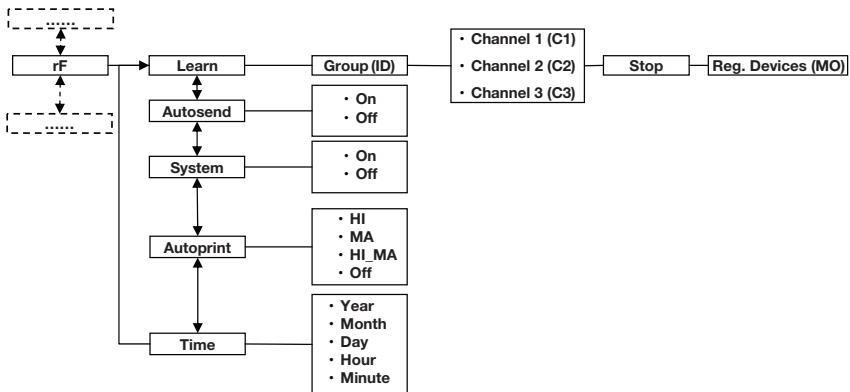 ......
rF
......
Learn
Group (ID)
• Channel 1 (C1)
• Channel 2 (C2)
• Channel 3 (C3)
Stop
Reg. Devices (MO)
Autosend
• On
• Off
System
• On
• Off
Autoprint
• HI
• MA
• HI_MA
• Off
Time
• Year
• Month
• Day
• Hour
• Minute